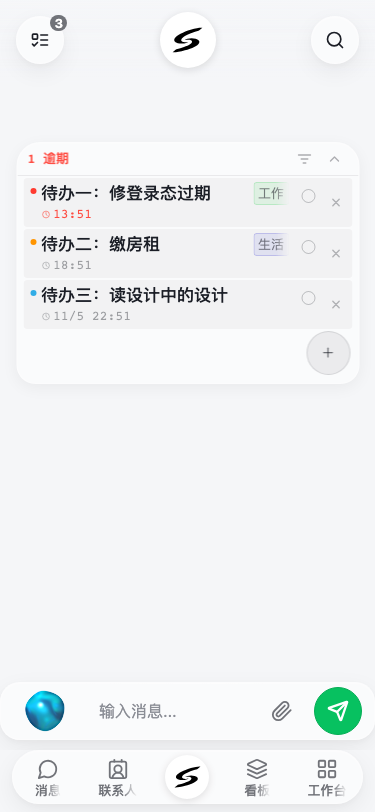 3
1 逾期
待办一：修登录态过期
工作
13:51
待办二：缴房租
生活
18:51
待办三：读设计中的设计
11/5 22:51
输入消息...
消息
联系人
看板
工作台